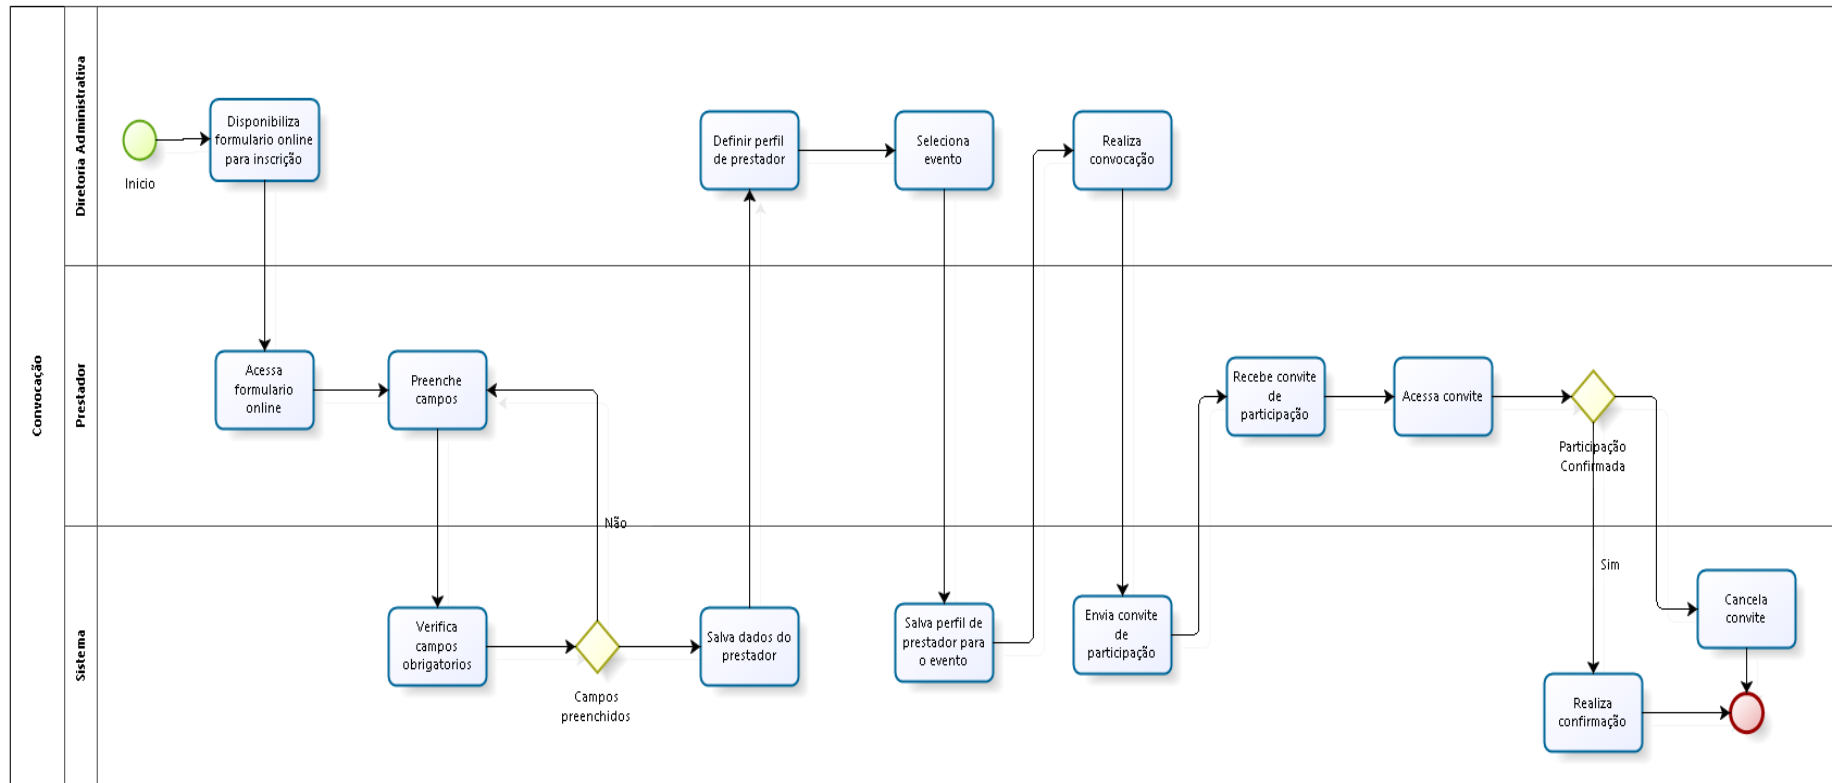 Convocação
Diretoria Administrativa
Inicio
Disponibiliza
formulario online
para inscrição
Definir perfil
de prestador
Seleciona
evento
Realiza
convocação
Prestador
Acessa
formulario
online
Preenche
campos
Recebe convite
de
participação
Acessa convite
Participação
Confirmada
Não
Sistema
Verifica
campos
obrigatorios
Campos
preenchidos
Salva dados do
prestador
Salva perfil de
prestador para
o evento
Envia convite
de
participação
Sim
Cancela
convite
Realiza
confirmação